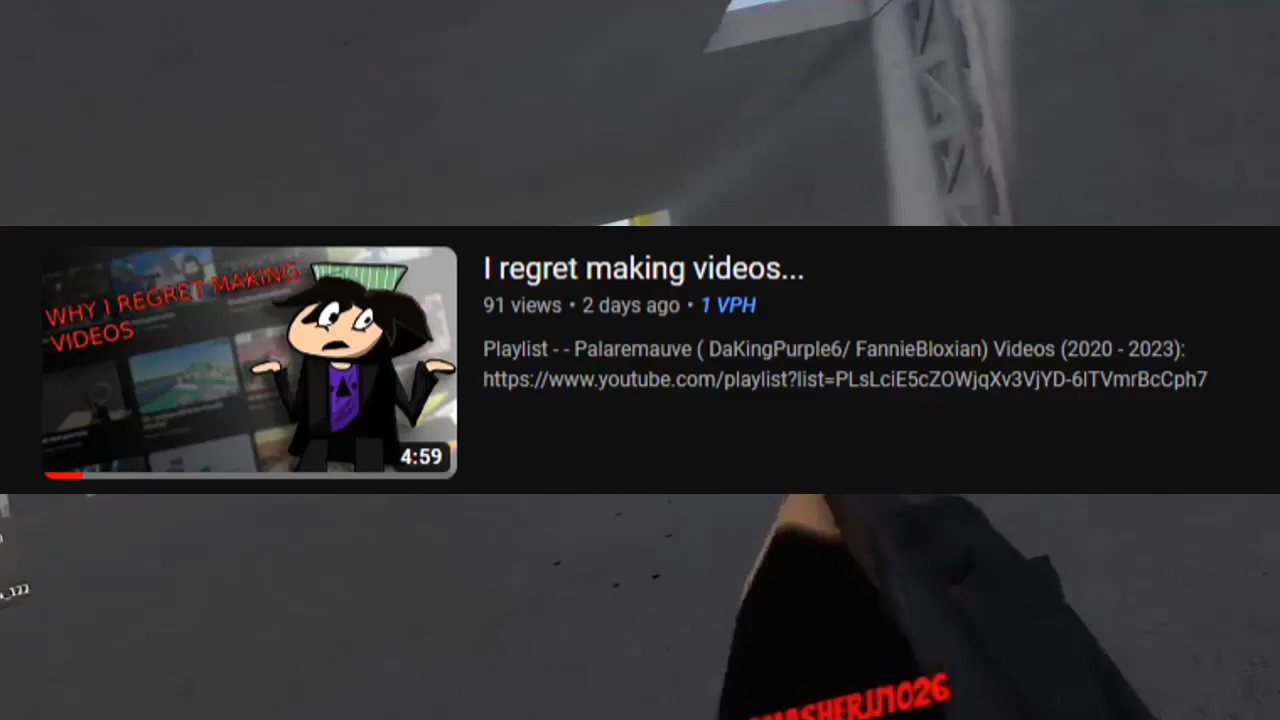 WHY I REGRET MAKING
VIDEOS
4:59
I regret making videos...
91 views • 2 days ago • 1 VPH
Playlist - - Palaremauve ( DaKingPurple6/ FannieBloxian) Videos (2020 - 2023):
https://www.youtube.com/playlist?list=PLsLciE5cZOWjqXv3VjYD-6lTVmrBcCph7